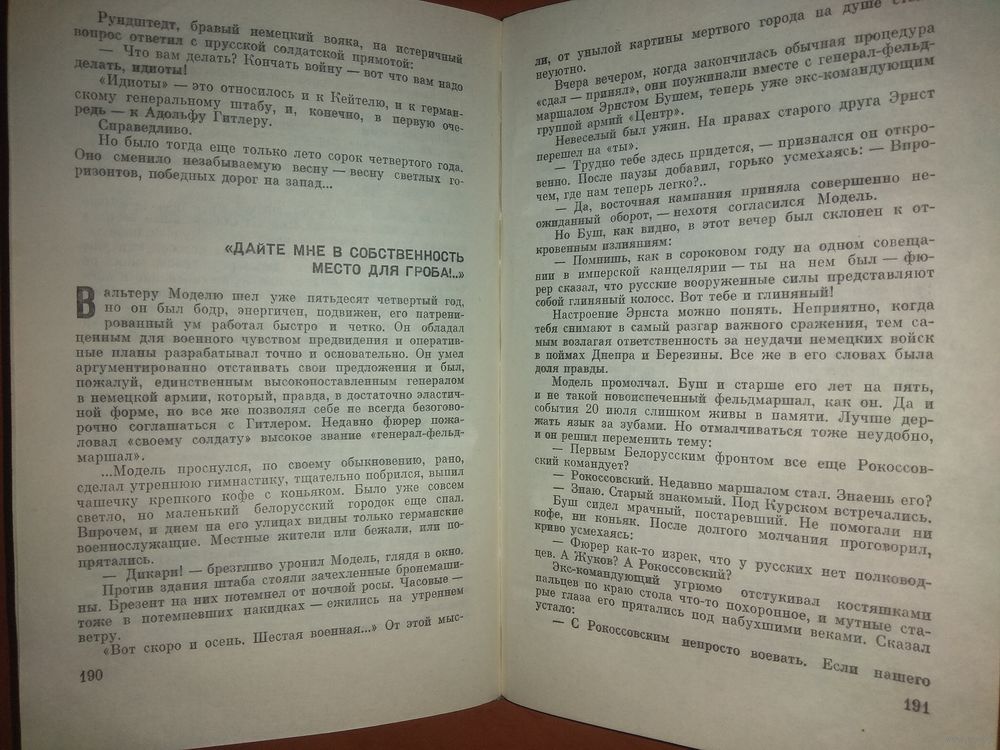 Рундштедт, бравый немецкий вояка, на истеричный
вопрос ответил с прусской солдатской прямотой:
— Что вам делать? Кончать войну — вот что вам надо
делать, идиоты!
«Идиоты» — это относилось и к Кейтелю, и к герман-
скому генеральному штабу, и, конечно, в первую оче-
редь — к Адольфу Гитлеру.
Справедливо.
Но было тогда еще только лето сорок четвертого года.
Оно сменило незабываемую весну — весну светлых го-
ризонтов, победных дорог на запад...
«ДАЙТЕ МНЕ В СОБСТВЕННОСТЬ
МЕСТО ДЛЯ ГРОБА!..»
Вальтеру Моделю шел уже пятьдесят четвертый год,
но он был бодр, энергичен, подвижен, его натрени-
рованный ум работал быстро и четко. Он обладал
ценным для военного чувством предвидения и оператив-
ные планы разрабатывал точно и основательно. Он умел
аргументированно отстаивать свои предложения и был,
пожалуй, единственным высокопоставленным генералом
в немецкой армии, который, правда, в достаточно эластич-
ной форме, но все же позволял себе не всегда безогово-
рочно соглашаться с Гитлером. Недавно фюрер пожа-
ловал «своему солдату» высокое звание «генерал-фельд-
маршал».
...Модель проснулся, по своему обыкновению, рано,
сделал утреннюю гимнастику, тщательно побрился, выпил
чашечку крепкого кофе с коньяком. Было уже совсем
светло, но маленький белорусский городок еще спал.
Впрочем, и днем на его улицах видны только германские
военнослужащие. Местные жители или бежали, или по-
прятались.
— Дикари! — брезгливо уронил Модель, глядя в окно.
Против здания штаба стояли зачехленные бронемаши-
ны. Брезент на них потемнел от ночной росы. Часовые —
тоже в потемневших накидках — ежились на утреннем
ветру.
«Вот скоро и осень. Шестая военная...» От этой мыс-
190
ли, от унылой картины мертвого города на душе
неуютно.
Вчера вечером, когда закончилась обычная процедура
«сдал — принял», они поужинали вместе с генерал-фельд-
маршалом Эрнстом Бушем, теперь уже экс-командующим
группой армий «Центр».
Невеселый был ужин. На правах старого друга Эрнст
перешел на «ты».
— Трудно тебе здесь придется, — признался он откро-
венно. После паузы добавил, горько усмехаясь: — Впро-
чем, где нам теперь легко?..
— Да, восточная кампания приняла совершенно не-
ожиданный оборот, — нехотя согласился Модель.
Но Буш, как видно, в этот вечер был склонен к от-
кровенным излияниям:
— Помнишь, как в сороковом году на одном совеща-
нии в имперской канцелярии — ты на нем был — фю-
рер сказал, что русские вооруженные силы представляют
собой глиняный колосс. Вот тебе и глиняный!
Настроение Эрнста можно понять. Неприятно, когда
тебя снимают в самый разгар важного сражения, тем са-
мым возлагая ответственность за неудачи немецких войск
в поймах Днепра и Березины. Все же в его словах была
доля правды.
Модель промолчал. Буш и старше его лет на пять,
и не такой новоиспеченный фельдмаршал, как он. Да и
события 20 июля слишком живы в памяти. Лучше дер-
жать язык за зубами. Но отмалчиваться тоже неудобно,
и он решил переменить тему:
— Первым Белорусским фронтом все еще Рокоссов-
ский командует?
— Рокоссовский. Недавно маршалом стал. Знаешь его?
— Знаю. Старый знакомый. Под Курском встречались.
Буш сидел мрачный, постаревший. Не помогали ни
кофе, ни коньяк. После долгого молчания проговорил,
криво усмехаясь:
— Фюрер как-то изрек, что у русских нет полковод-
цев. А Жуков? А Рокоссовский?
Экс-командующий угрюмо отстукивал костяшками
пальцев по краю стола что-то похоронное, и мутные ста-
рые глаза его прятались под набухшими веками. Сказал
устало:
— С Рокоссовским непросто воевать. Если нашего
191